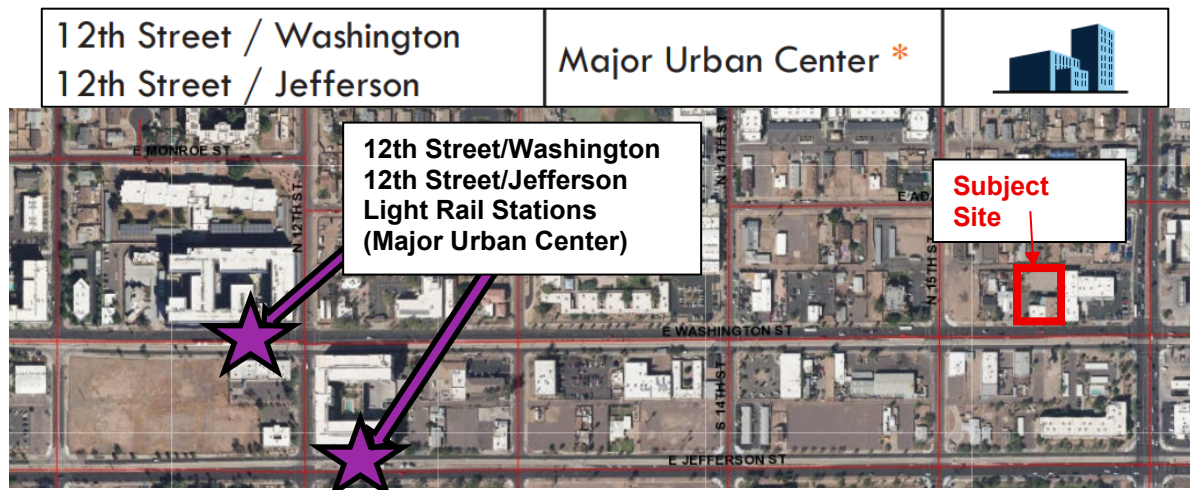 12th Street / Washington
12th Street / Jefferson
Major Urban Center *
E MONROE ST
12th Street/Washington
12th Street/Jefferson
Light Rail Stations
(Major Urban Center)
N 12TH ST
N 14TH ST
E ADA
Subject
Site
N 15TH ST
E WASHINGTON ST
S 14TH ST
E JEFFERSON ST